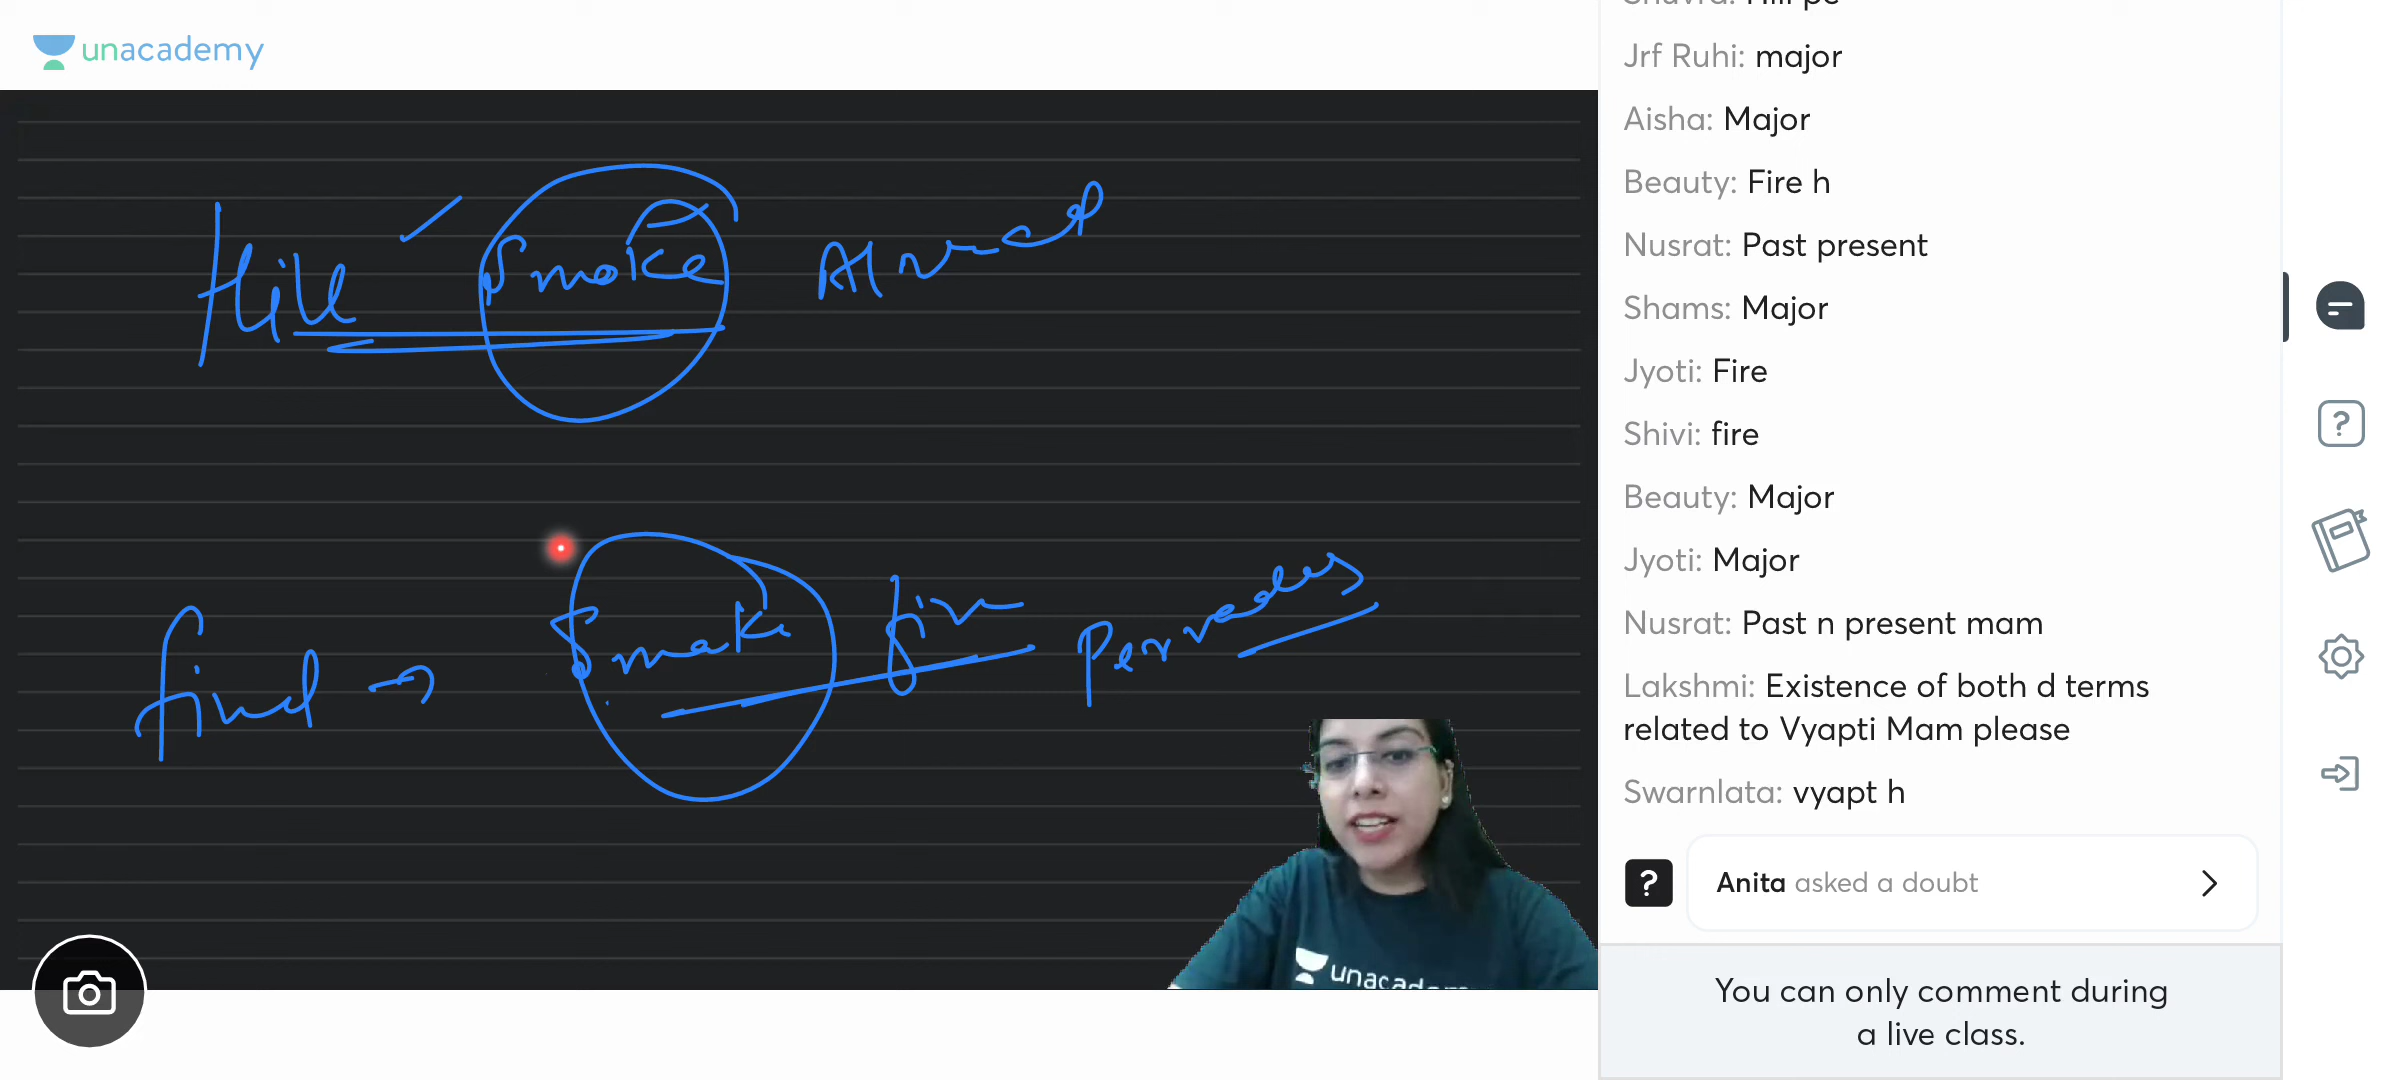 unacademy
Hill Smoke Always
find → Smoke fire Pervades
unacademy
Jrf Ruhi: major
Aisha: Major
Beauty: Fire h
Nusrat: Past present
Shams: Major
Jyoti: Fire
Shivi: fire
Beauty: Major
Jyoti: Major
Nusrat: Past n present mam
Lakshmi: Existence of both d terms
related to Vyapti Mam please
Swarnlata: vyapt h
? Anita asked a doubt
You can only comment during
a live class.